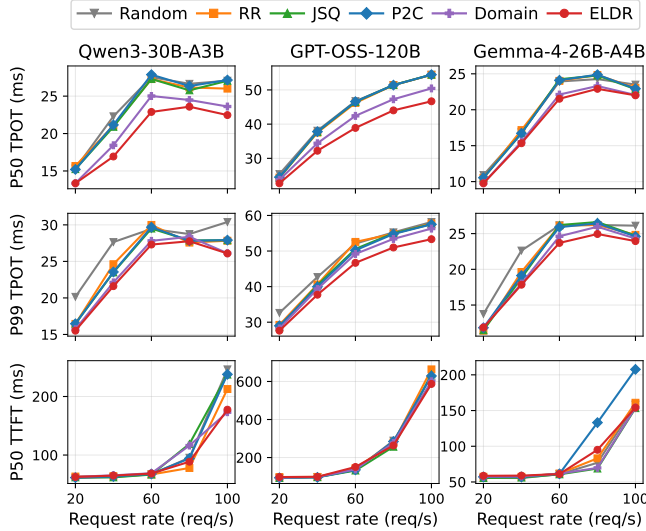 Random RR JSQ P2C Domain ELDR
Qwen3-30B-A3B GPT-OSS-120B Gemma-4-26B-A4B
P50 TPOT (ms)
15 20 25
30 40 50
10 15 20 25
P99 TPOT (ms)
15 20 25 30
30 40 50 60
15 20 25
P50 TTFT (ms)
100 200
200 400 600
50 100 150 200
20 60 100 20 60 100 20 60 100
Request rate (req/s) Request rate (req/s) Request rate (req/s)